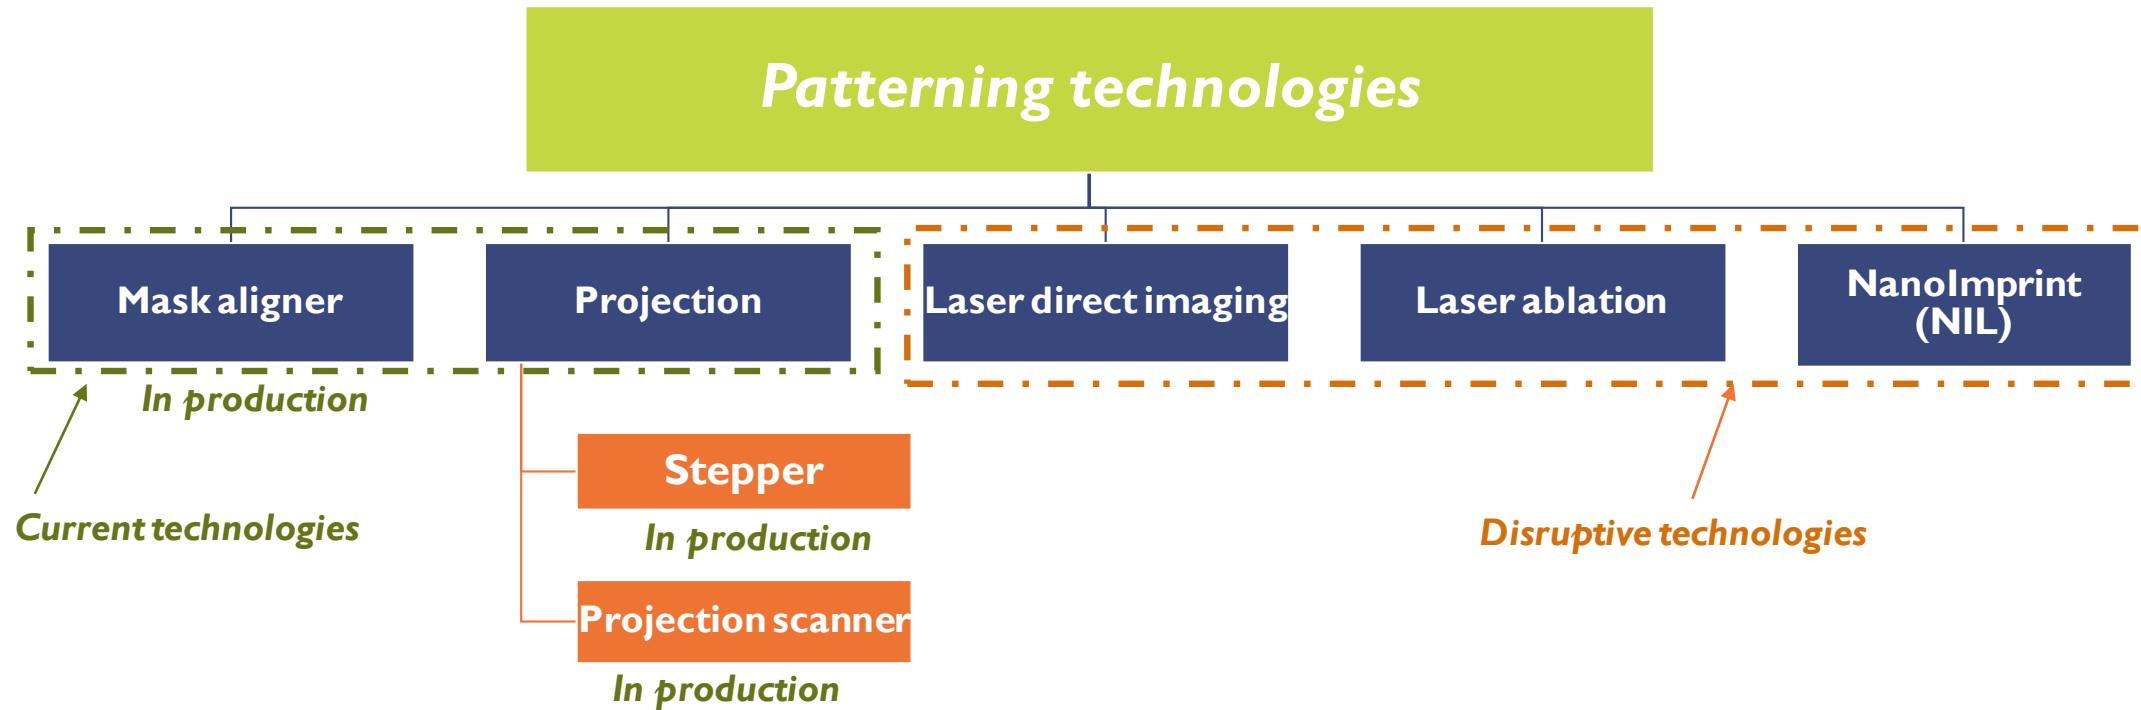 Patterning technologies
Mask aligner
Projection
Laser direct imaging
Laser ablation
NanoImprint
(NIL)
In production
Stepper
Current technologies
In production
Disruptive technologies
Projection scanner
In production